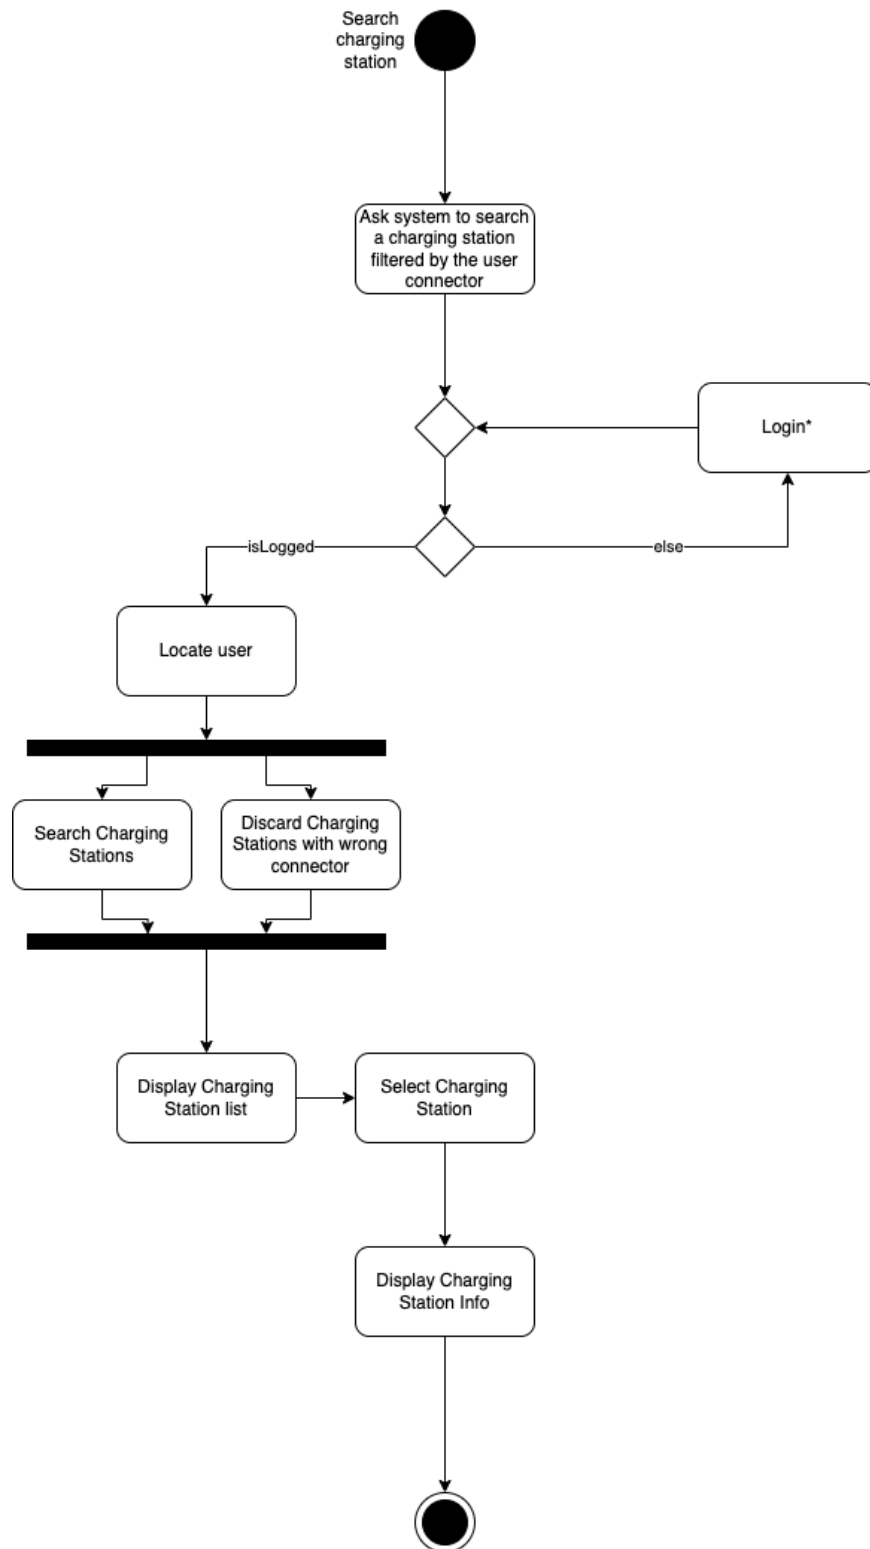 Search
charging
station
Ask system to search
a charging station
filtered by the user
connector
Login*
isLogged
else
Locate user
Search Charging
Stations
Discard Charging
Stations with wrong
connector
Display Charging
Station list
Select Charging
Station
Display Charging
Station Info